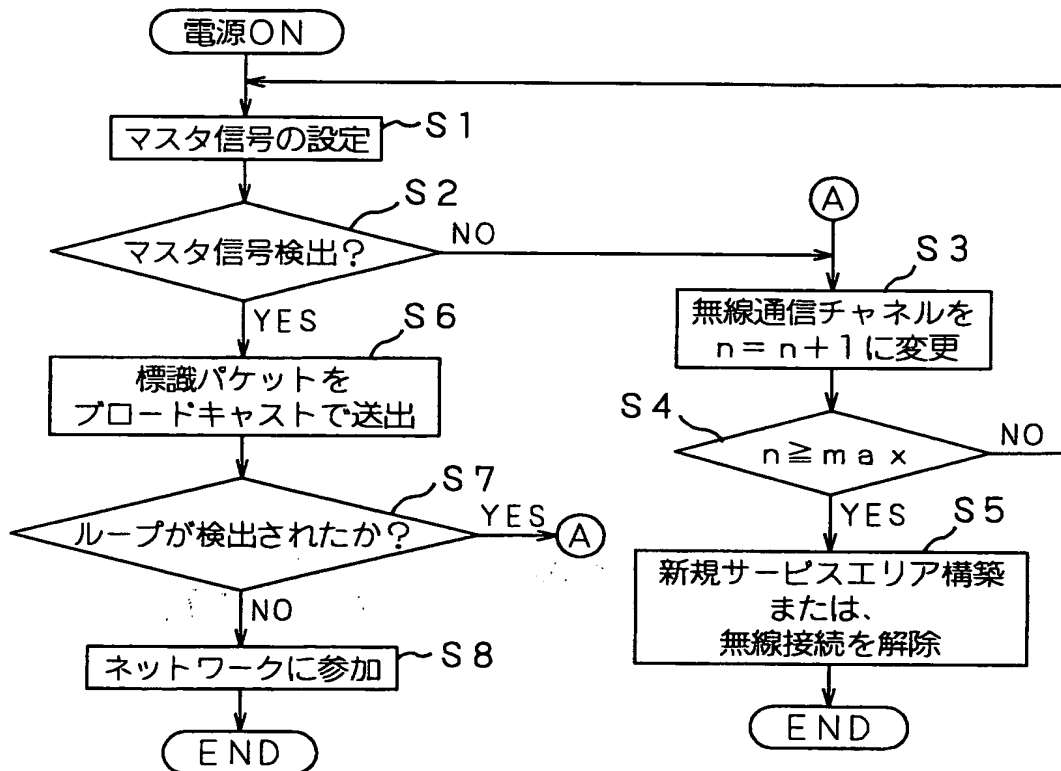 電源ON
マスタ信号の設定
S1
マスタ信号検出?
S2
NO
YES
標識パケットを
ブロードキャストで送出
S6
ループが検出されたか?
S7
YES
A
NO
ネットワークに参加
S8
END
A
無線通信チャネルを
n=n+1に変更
S3
n≧max
S4
NO
YES
新規サービスエリア構築
または、
無線接続を解除
S5
END